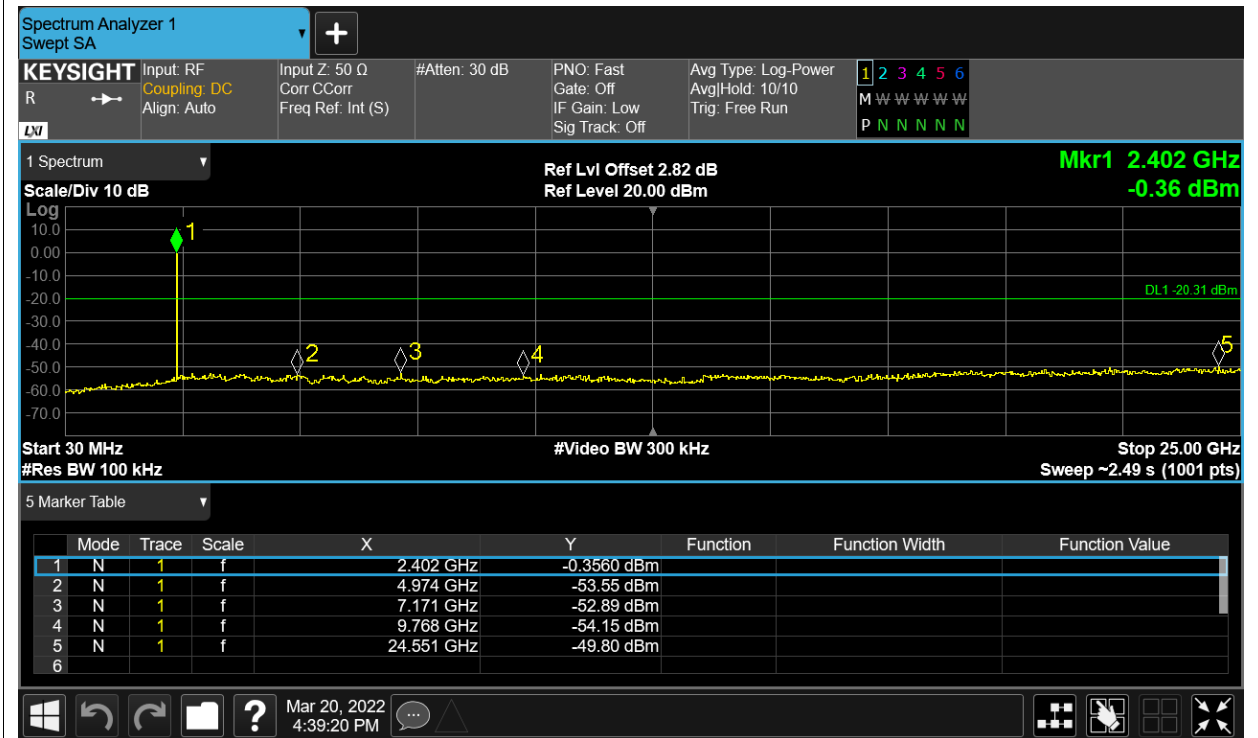 Spectrum Analyzer 1
Swept SA
+
KEYSIGHT Input: RF Input Z: 50 Ω #Atten: 30 dB PNO: Fast Avg Type: Log-Power 1 2 3 4 5 6
R Coupling: DC Corr CCorr Gate: Off Avg|Hold: 10/10 M W W W W W
Align: Auto Freq Ref: Int (S) IF Gain: Low Trig: Free Run
LXI Sig Track: Off P N N N N N
1 Spectrum
Ref Lvl Offset 2.82 dB Mkr1 2.402 GHz
Scale/Div 10 dB Ref Level 20.00 dBm -0.36 dBm
Log
10.0 1
0.00
-10.0
-20.0 DL1 -20.31 dBm
-30.0
-40.0 2 3 4 5
-50.0
-60.0
-70.0
Start 30 MHz #Video BW 300 kHz Stop 25.00 GHz
#Res BW 100 kHz Sweep ~2.49 s (1001 pts)
5 Marker Table
Mode Trace Scale X Y Function Function Width Function Value
1 N 1 f 2.402 GHz -0.3560 dBm
2 N 1 f 4.974 GHz -53.55 dBm
3 N 1 f 7.171 GHz -52.89 dBm
4 N 1 f 9.768 GHz -54.15 dBm
5 N 1 f 24.551 GHz -49.80 dBm
6
? Mar 20, 2022
4:39:20 PM